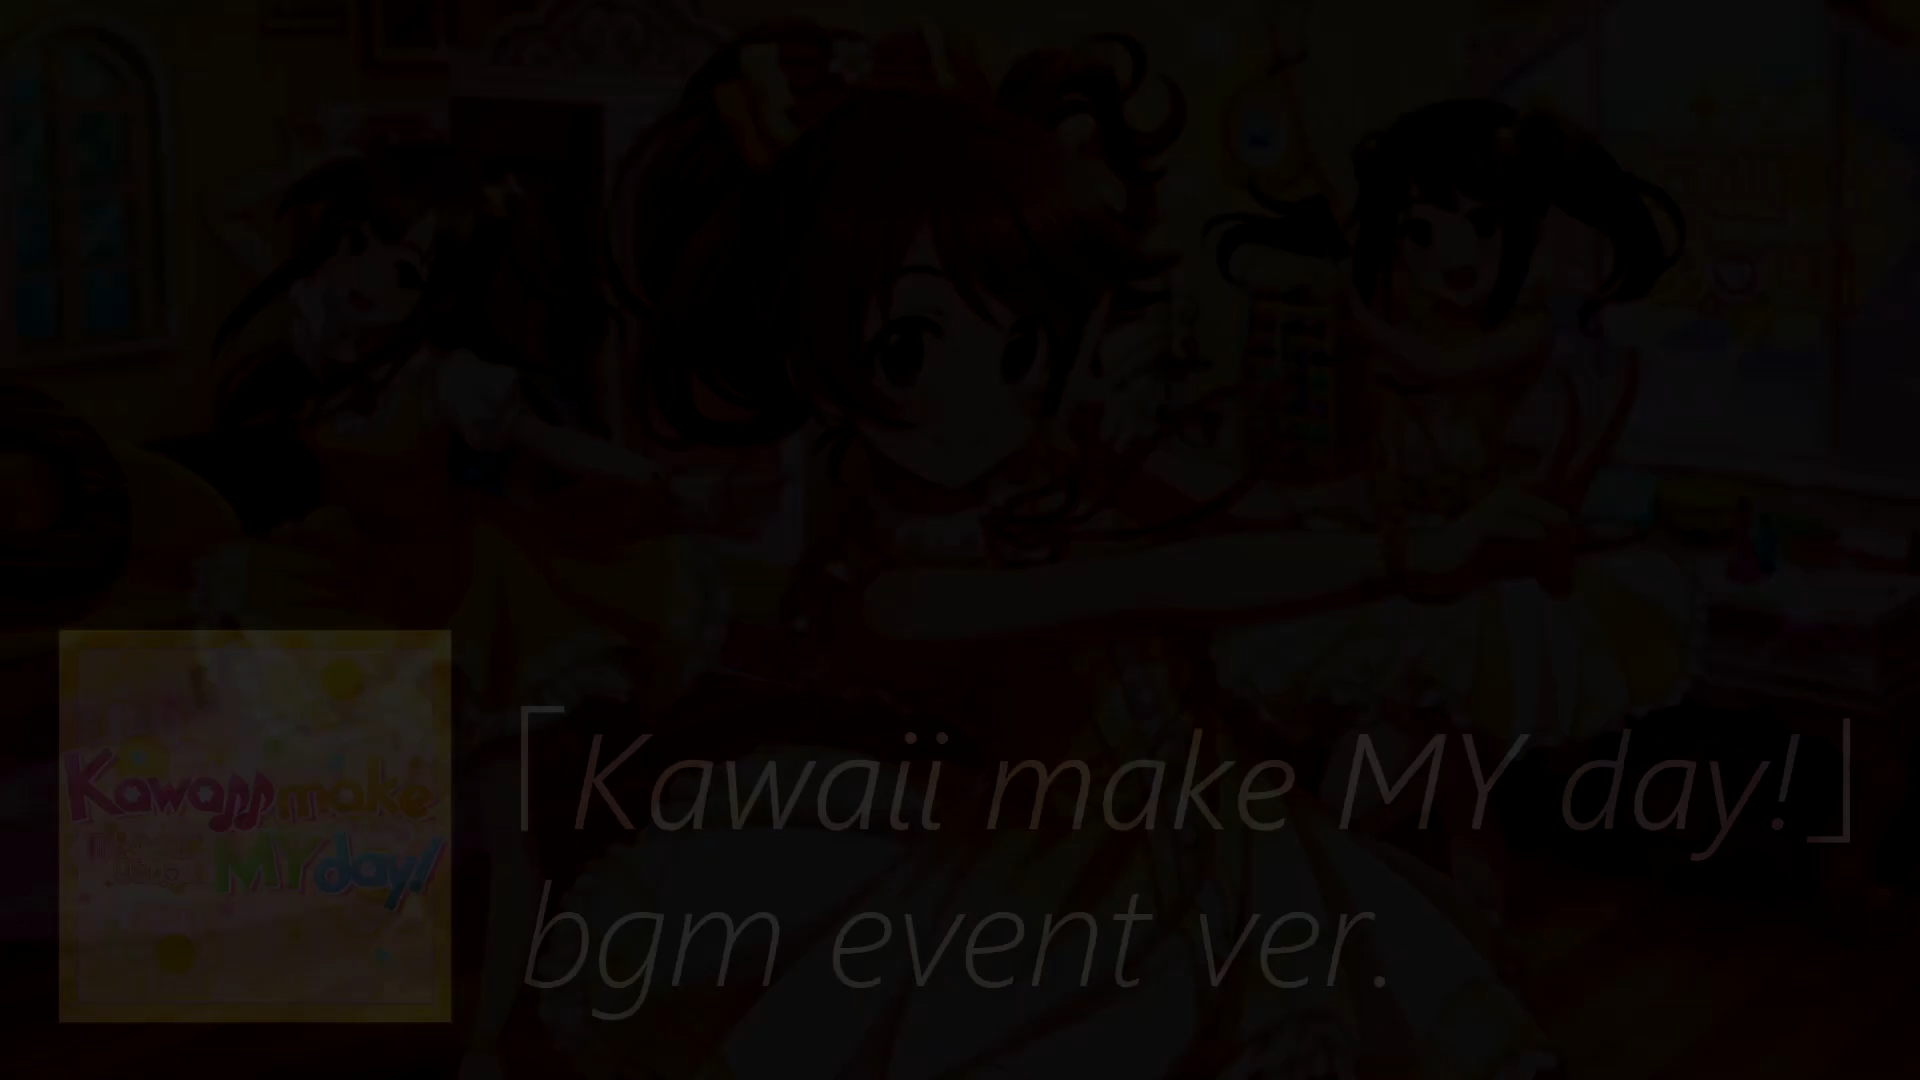 Kawaii make
MY day!
「Kawaii make MY day!」
bgm event ver.